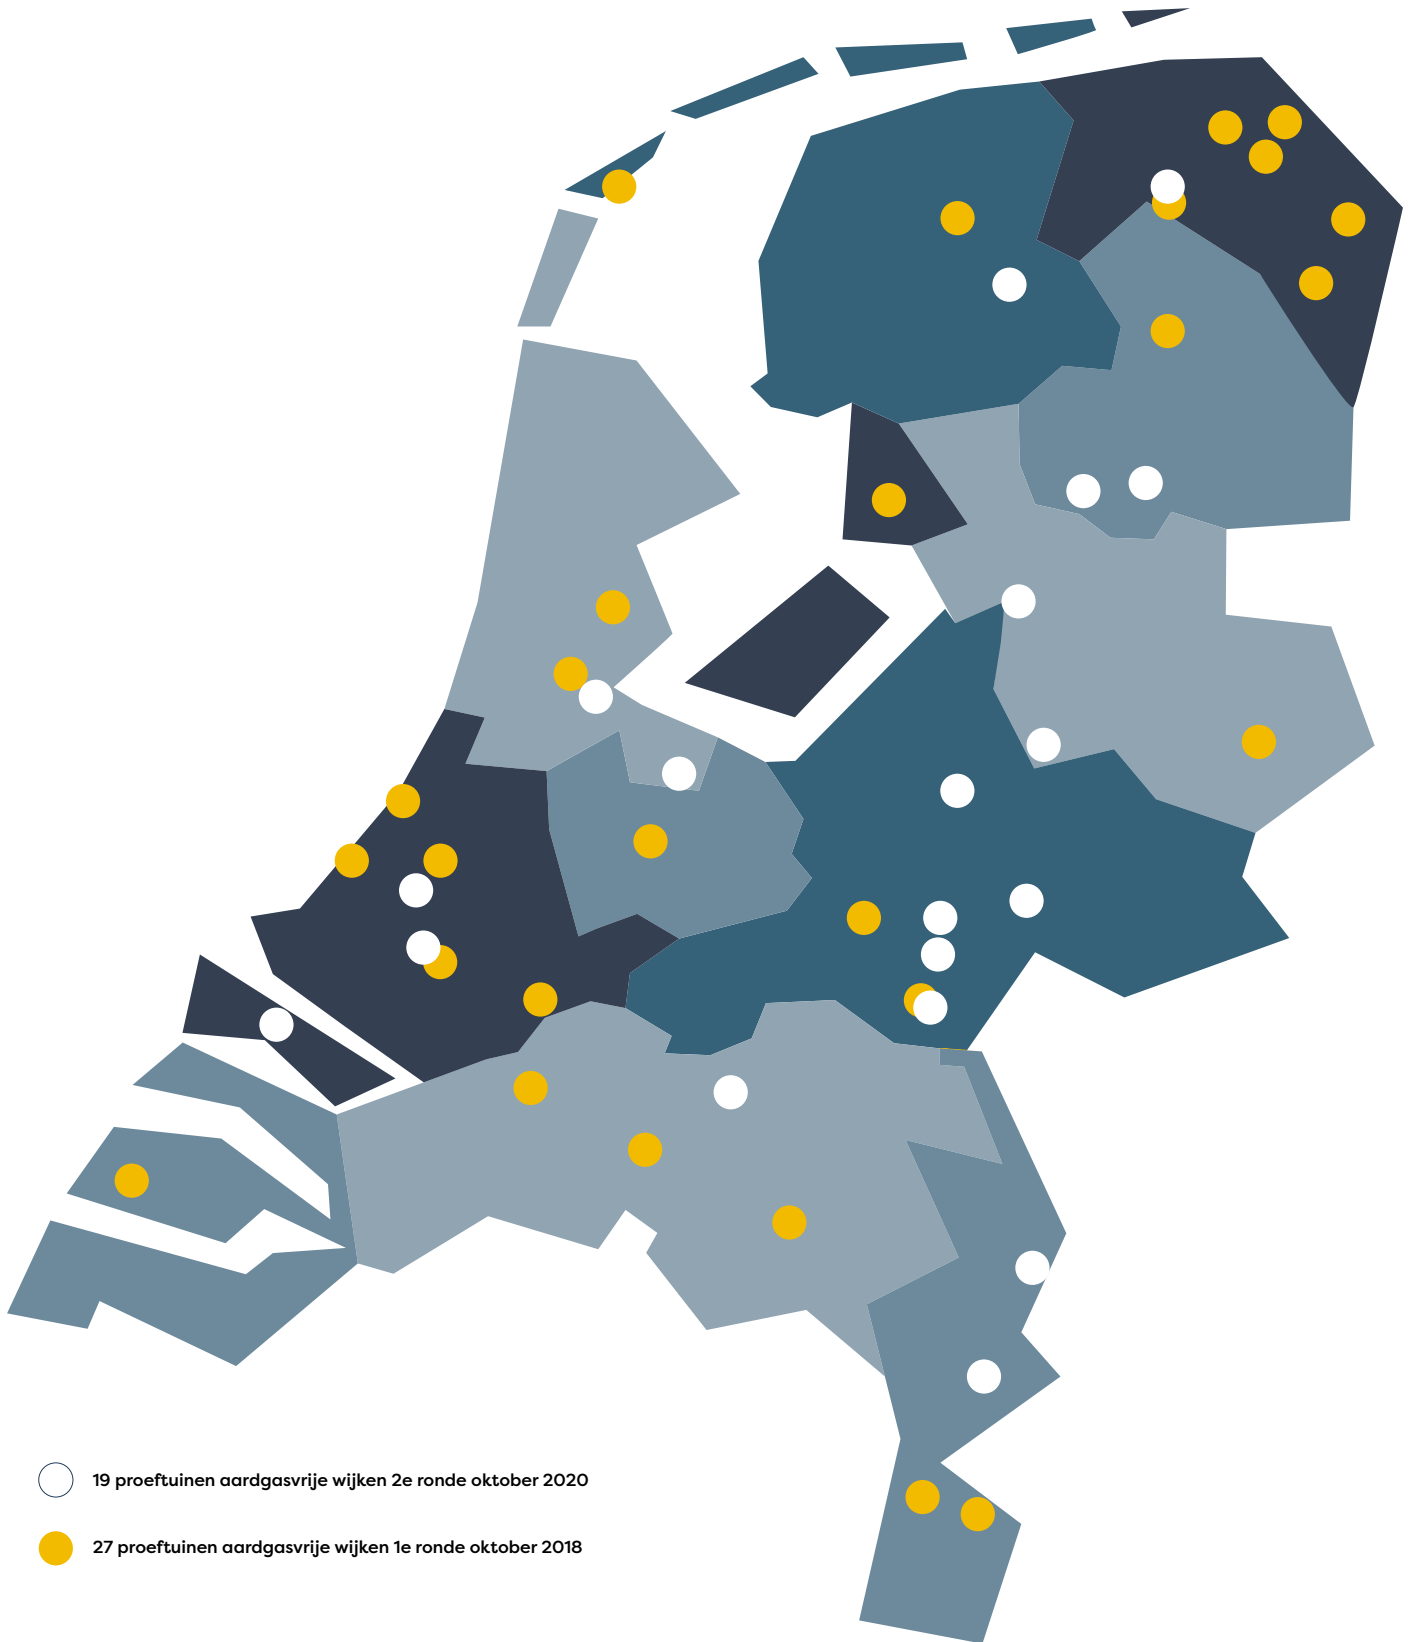 19 proeftuinen aardgasvrije wijken 2e ronde oktober 2020
27 proeftuinen aardgasvrije wijken 1e ronde oktober 2018